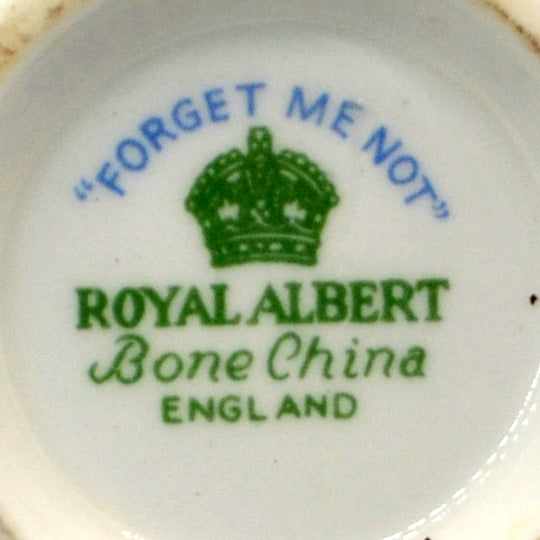 "FORGET ME NOT"
ROYAL ALBERT
Bone China
ENGLAND